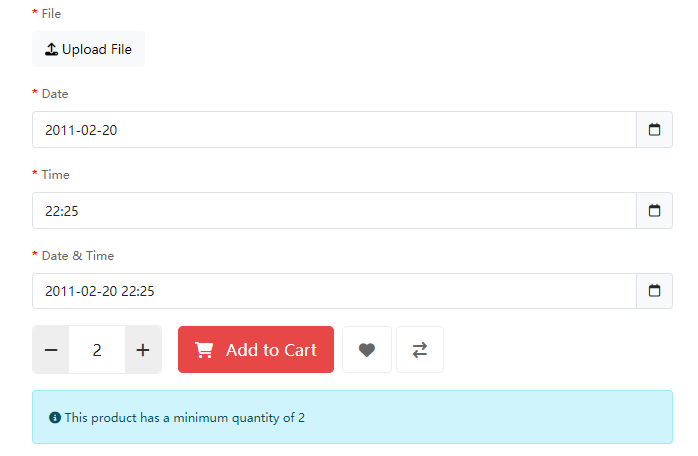 * File
Upload File
* Date
2011-02-20
* Time
22:25
* Date & Time
2011-02-20 22:25
2
Add to Cart
This product has a minimum quantity of 2